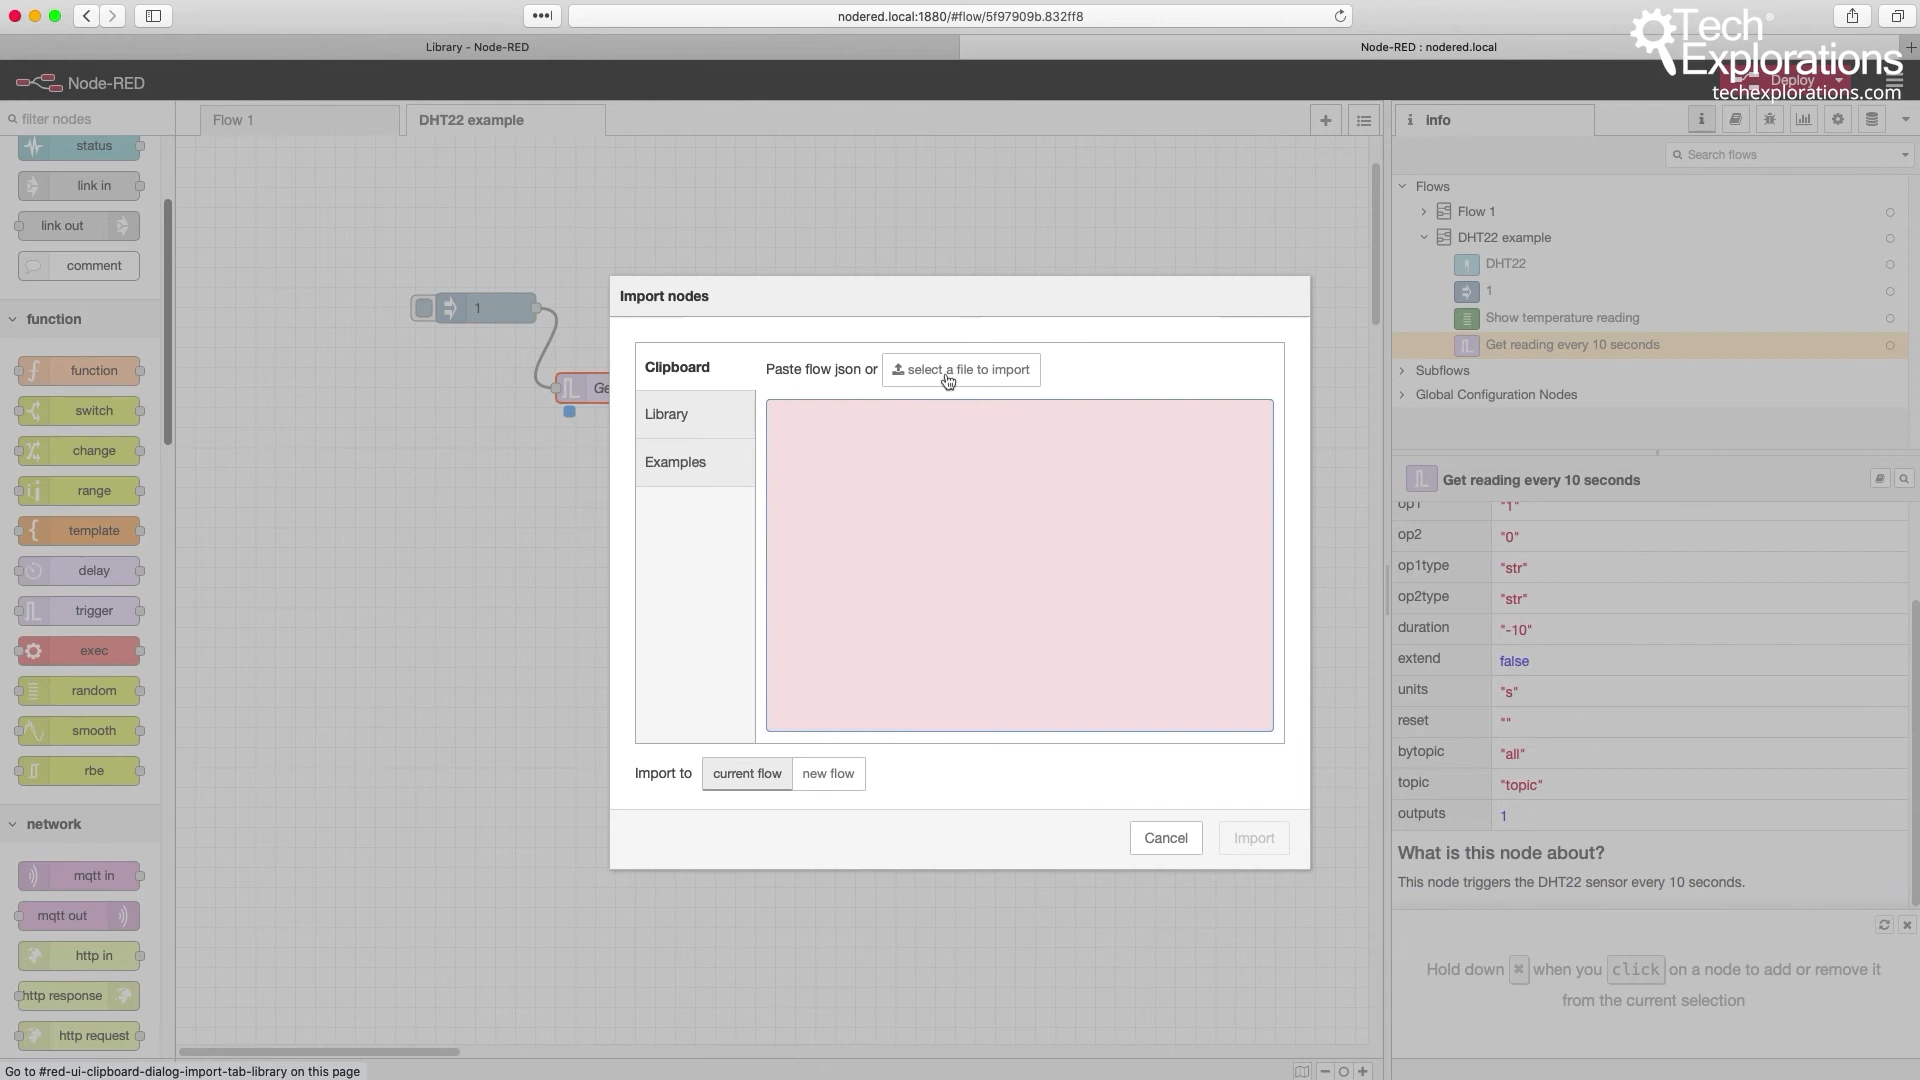 nodered.local:1880/#flow/5f97909b.832ff8
Library - Node-RED
Node-RED : nodered.local
Tech
Explorations
techexplorations.com
Node-RED
Deploy
filter nodes
Flow 1
DHT22 example
info
status
link in
link out
comment
function
function
switch
change
range
template
delay
trigger
exec
random
smooth
rbe
network
mqtt in
mqtt out
http in
http response
http request
1
Ge
Import nodes
Clipboard
Library
Examples
Paste flow json or
select a file to import
Import to
current flow
new flow
Cancel
Import
Search flows
Flows
Flow 1
DHT22 example
DHT22
1
Show temperature reading
Get reading every 10 seconds
Subflows
Global Configuration Nodes
Get reading every 10 seconds
op1 "1"
op2 "0"
op1type "str"
op2type "str"
duration "-10"
extend false
units "s"
reset ""
bytopic "all"
topic "topic"
outputs 1
What is this node about?
This node triggers the DHT22 sensor every 10 seconds.
Hold down ⌘ when you click on a node to add or remove it
from the current selection
Go to #red-ui-clipboard-dialog-import-tab-library on this page